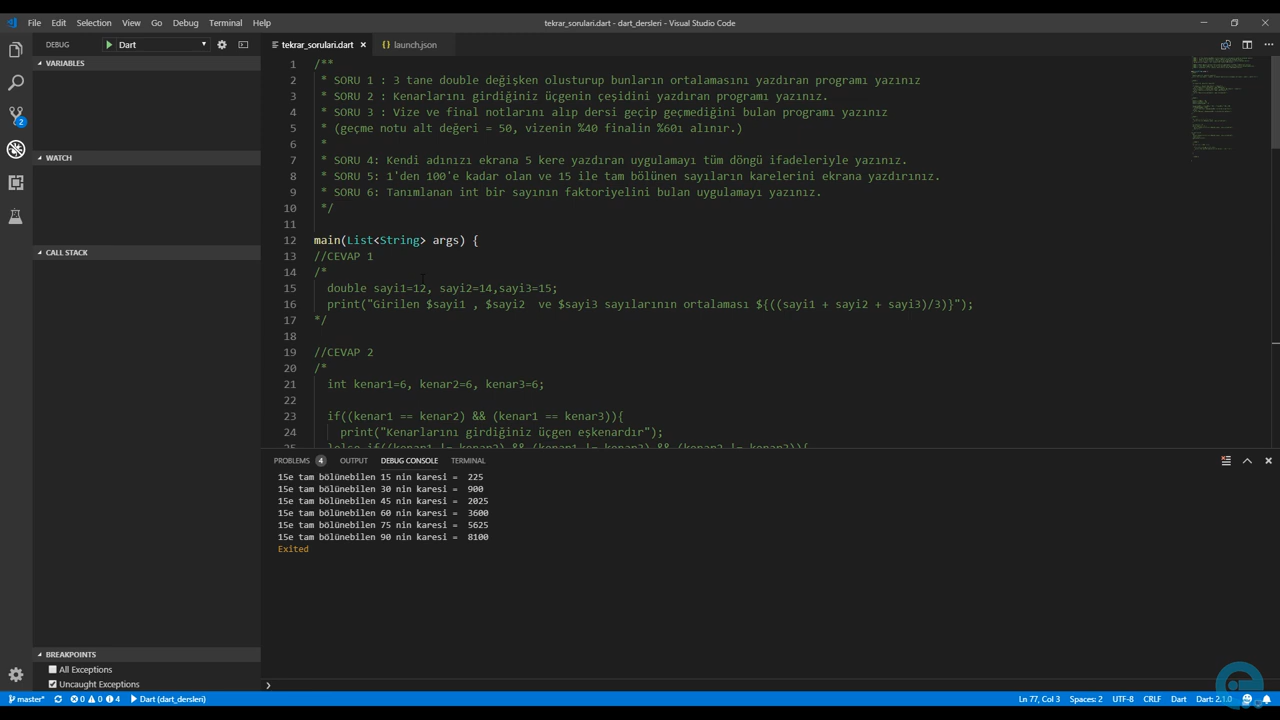 File Edit Selection View Go Debug Terminal Help
tekrar_sorulari.dart - dart_dersleri - Visual Studio Code
DEBUG Dart
tekrar_sorulari.dart × launch.json
VARIABLES
WATCH
CALL STACK
BREAKPOINTS
All Exceptions
Uncaught Exceptions
1 /**
2 * SORU 1 : 3 tane double değişken olusturup bunların ortalamasını yazdıran programı yazınız
3 * SORU 2 : Kenarlarını girdiğiniz üçgenin çeşidini yazdıran programı yazınız.
4 * SORU 3 : Vize ve final notlarını alıp dersi geçip geçmediğini bulan programı yazınız
5 * (geçme notu alt değeri = 50, vizenin %40 finalin %60ı alınır.)
6 *
7 * SORU 4: Kendi adınızı ekrana 5 kere yazdıran uygulamayı tüm döngü ifadeleriyle yazınız.
8 * SORU 5: 1'den 100'e kadar olan ve 15 ile tam bölünen sayıların karelerini ekrana yazdırınız.
9 * SORU 6: Tanımlanan int bir sayının faktoriyelini bulan uygulamayı yazınız.
10 */
11
12 main(List<String> args) {
13 //CEVAP 1
14 /*
15 double sayi1=12, sayi2=14,sayi3=15;
16 print("Girilen $sayi1 , $sayi2 ve $sayi3 sayılarının ortalaması ${((sayi1 + sayi2 + sayi3)/3)}");
17 */
18
19 //CEVAP 2
20 /*
21 int kenar1=6, kenar2=6, kenar3=6;
22
23 if((kenar1 == kenar2) && (kenar1 == kenar3)){
24 print("Kenarlarını girdiğiniz üçgen eşkenardır");
25 }else if((kenar1 != kenar2) && (kenar1 != kenar3) && (kenar2 != kenar3)){
PROBLEMS 4 OUTPUT DEBUG CONSOLE TERMINAL
15e tam bölünebilen 15 nin karesi = 225
15e tam bölünebilen 30 nin karesi = 900
15e tam bölünebilen 45 nin karesi = 2025
15e tam bölünebilen 60 nin karesi = 3600
15e tam bölünebilen 75 nin karesi = 5625
15e tam bölünebilen 90 nin karesi = 8100
Exited
master* 0 0 4 Dart (dart_dersleri) Ln 77, Col 3 Spaces: 2 UTF-8 CRLF Dart Dart: 2.1.0